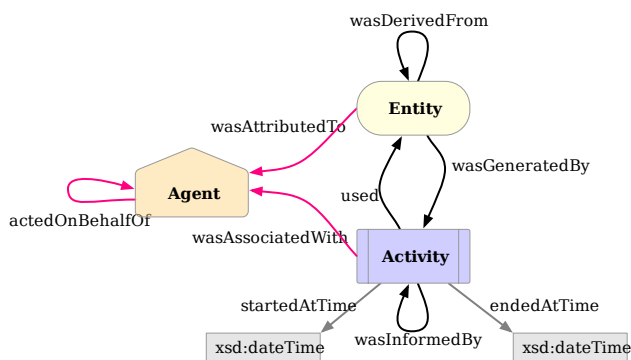 wasDerivedFrom
Entity
wasAttributedTo
wasGeneratedBy
Agent
used
actedOnBehalfOf
wasAssociatedWith
Activity
startedAtTime
endedAtTime
wasInformedBy
xsd:dateTime
xsd:dateTime